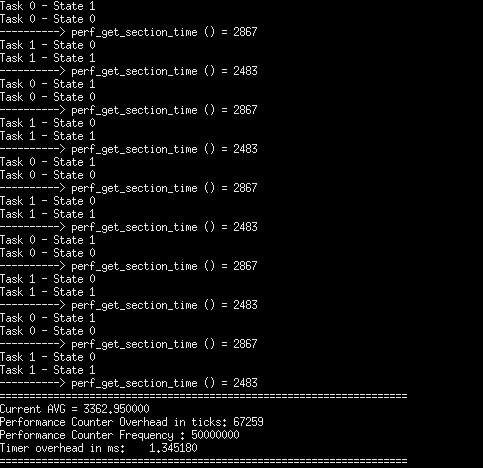 Task 0 - State 1
Task 0 - State 0
----------> perf_get_section_time () = 2867
Task 1 - State 0
Task 1 - State 1
----------> perf_get_section_time () = 2483
Task 0 - State 1
Task 0 - State 0
----------> perf_get_section_time () = 2867
Task 1 - State 0
Task 1 - State 1
----------> perf_get_section_time () = 2483
Task 0 - State 1
Task 0 - State 0
----------> perf_get_section_time () = 2867
Task 1 - State 0
Task 1 - State 1
----------> perf_get_section_time () = 2483
Task 0 - State 1
Task 0 - State 0
----------> perf_get_section_time () = 2867
Task 1 - State 0
Task 1 - State 1
----------> perf_get_section_time () = 2483
Task 0 - State 1
Task 0 - State 0
----------> perf_get_section_time () = 2867
Task 1 - State 0
Task 1 - State 1
----------> perf_get_section_time () = 2483
====================================================================
Current AVG = 3362.950000
Performance Counter Overhead in ticks: 67259
Performance Counter Frequency : 50000000
Timer overhead in ms:    1.345180
====================================================================